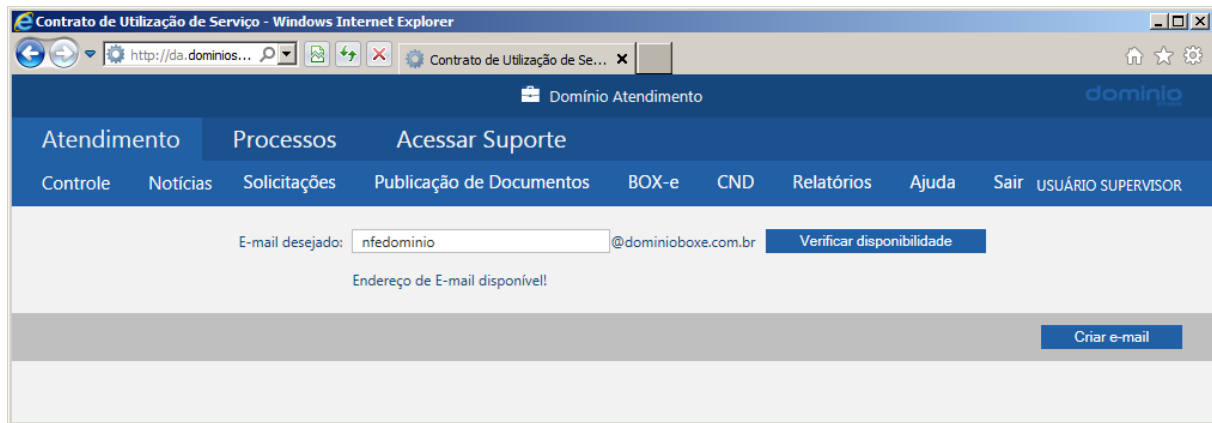 Contrato de Utilização de Serviço - Windows Internet Explorer
http://da.dominios... Contrato de Utilização de Se...
Domínio Atendimento domínio
Atendimento Processos Acessar Suporte
Controle Notícias Solicitações Publicação de Documentos BOX-e CND Relatórios Ajuda Sair USUÁRIO SUPERVISOR
E-mail desejado: nfedominio @dominioboxe.com.br Verificar disponibilidade
Endereço de E-mail disponível!
Criar e-mail